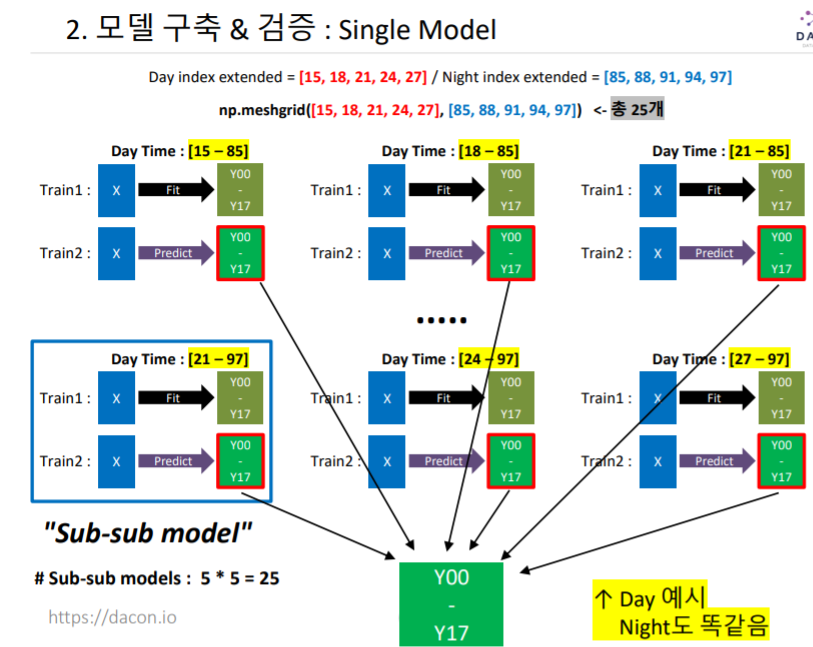 2. 모델 구축 & 검증 : Single Model
Day index extended = [15, 18, 21, 24, 27] / Night index extended = [85, 88, 91, 94, 97]
np.meshgrid([15, 18, 21, 24, 27], [85, 88, 91, 94, 97]) <- 총 25개
Day Time : [15 – 85]
Train1 : X Fit Y00 - Y17
Train2 : X Predict Y00 - Y17
Day Time : [18 – 85]
Train1 : X Fit Y00 - Y17
Train2 : X Predict Y00 - Y17
Day Time : [21 – 85]
Train1 : X Fit Y00 - Y17
Train2 : X Predict Y00 - Y17
.....
Day Time : [21 – 97]
Train1 : X Fit Y00 - Y17
Train2 : X Predict Y00 - Y17
Day Time : [24 – 97]
Train1 : X Fit Y00 - Y17
Train2 : X Predict Y00 - Y17
Day Time : [27 – 97]
Train1 : X Fit Y00 - Y17
Train2 : X Predict Y00 - Y17
"Sub-sub model"
# Sub-sub models : 5 * 5 = 25
https://dacon.io
Y00
-
Y17
↑ Day 예시
Night도 똑같음